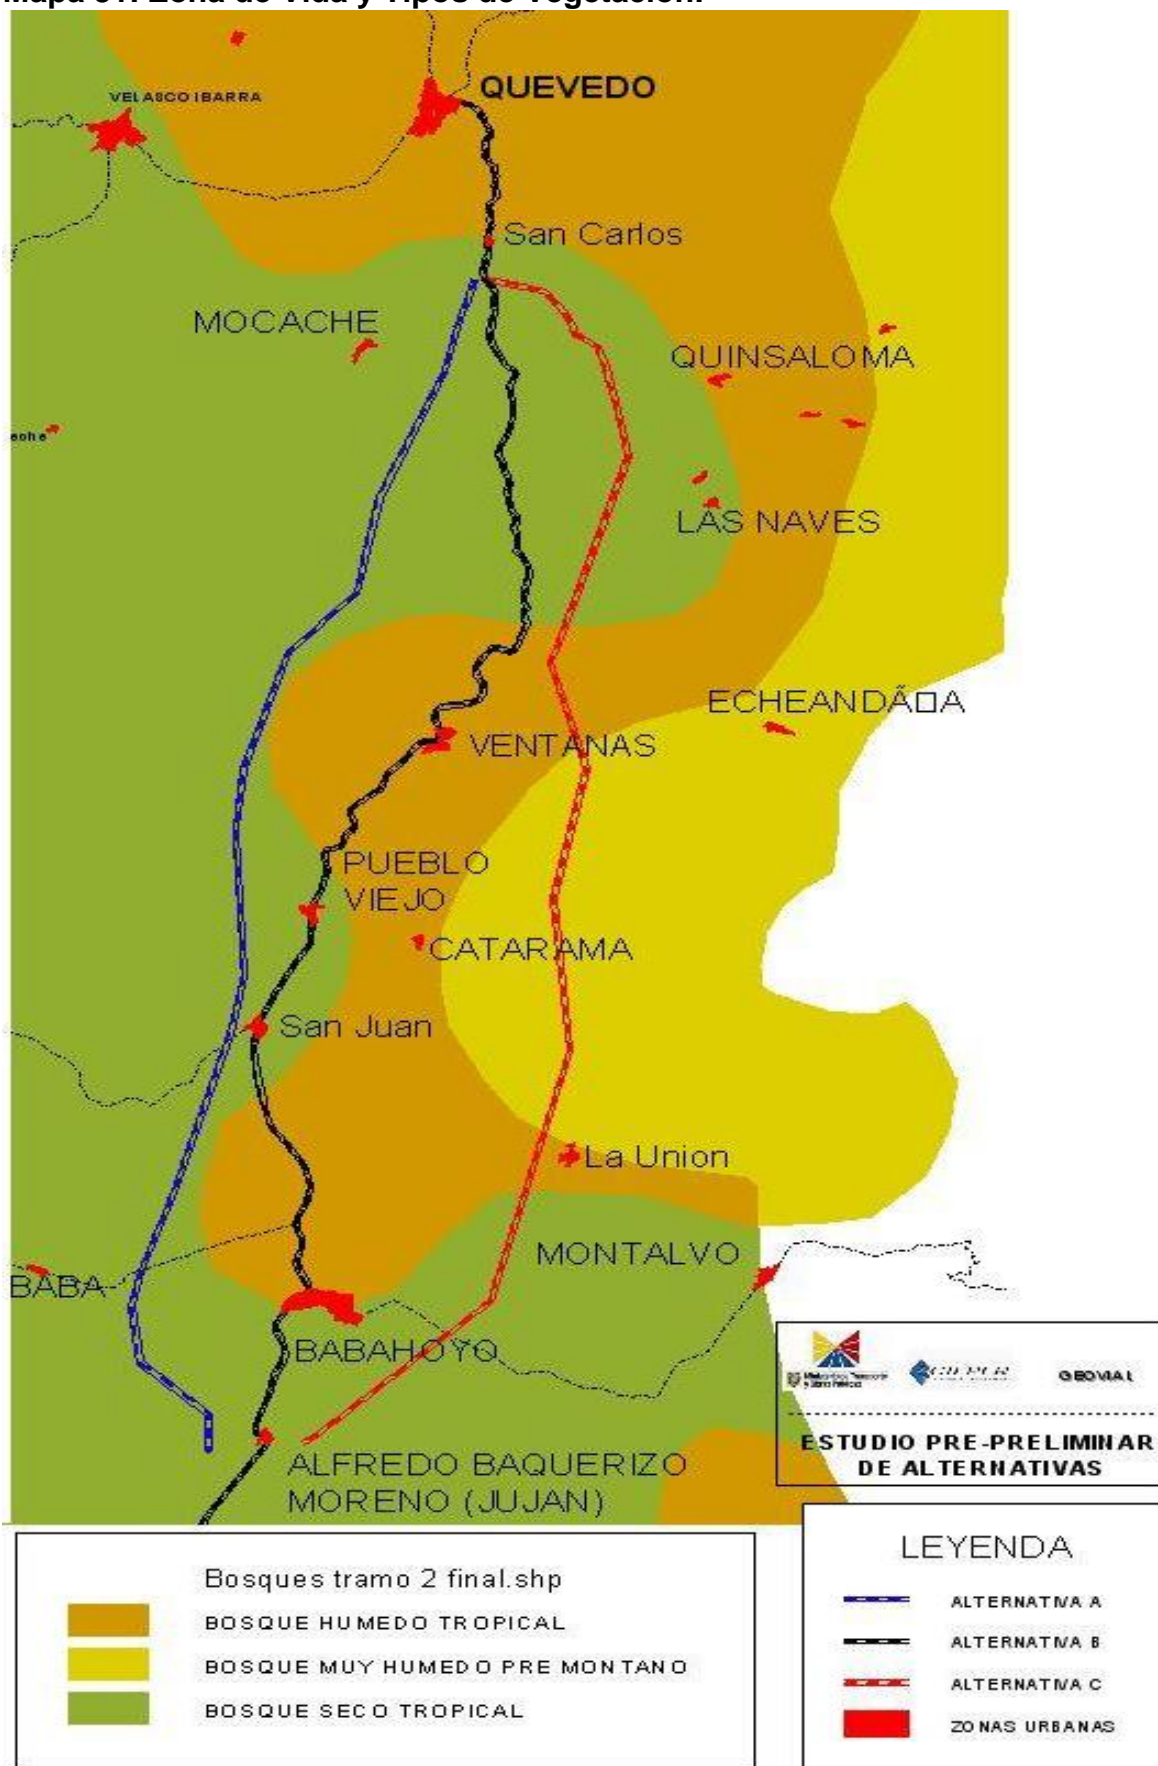 VELASCO IBARRA
QUEVEDO
San Carlos
MOCACHE
QUINSALOMA
LAS NAVES
ECHEANDÃ□A
VENTANAS
PUEBLO
VIEJO
CATARAMA
San Juan
La Union
MONTALVO
BABA
BABAHOYO
ALFREDO BAQUERIZO
MORENO (JUJAN)
GEOVIAL
ESTUDIO PRE-PRELIMINAR
DE ALTERNATIVAS
Bosques tramo 2 final.shp
BOSQUE HUMEDO TROPICAL
BOSQUE MUY HUMEDO PRE MONTANO
BOSQUE SECO TROPICAL
LEYENDA
ALTERNATIVA A
ALTERNATIVA B
ALTERNATIVA C
ZONAS URBANAS